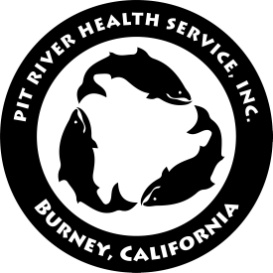 PIT RIVER HEALTH SERVICE, INC.
BURNEY, CALIFORNIA